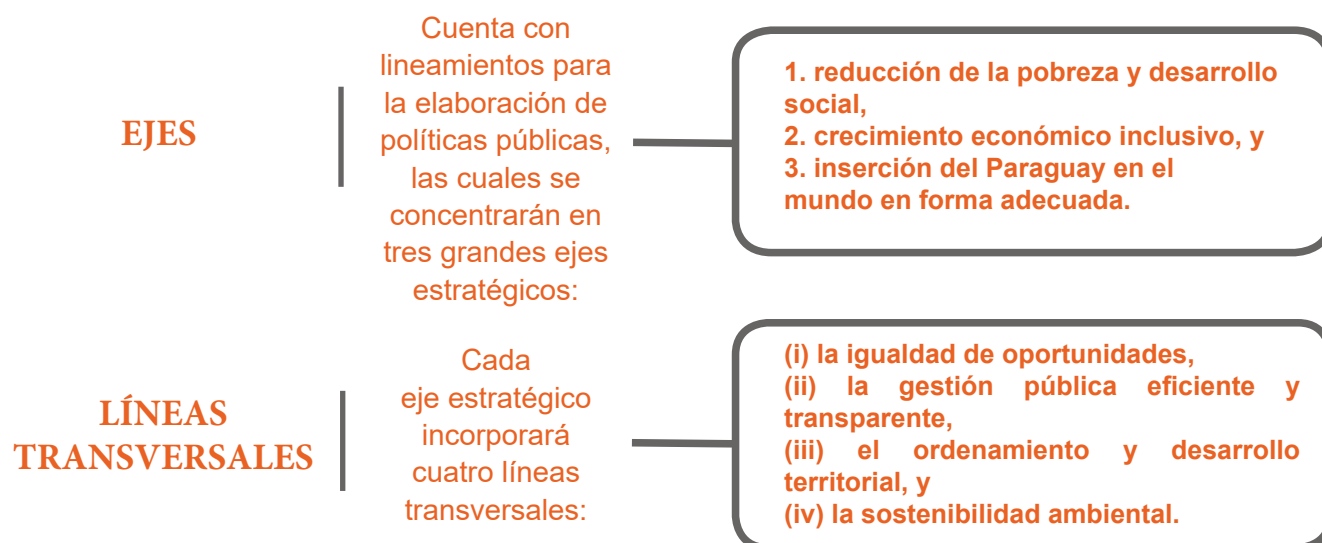 EJES
Cuenta con
lineamientos para
la elaboración de
políticas públicas,
las cuales se
concentrarán en
tres grandes ejes
estratégicos:
1. reducción de la pobreza y desarrollo
social,
2. crecimiento económico inclusivo, y
3. inserción del Paraguay en el
mundo en forma adecuada.
LÍNEAS
TRANSVERSALES
Cada
eje estratégico
incorporará
cuatro líneas
transversales:
(i) la igualdad de oportunidades,
(ii) la gestión pública eficiente y
transparente,
(iii) el ordenamiento y desarrollo
territorial, y
(iv) la sostenibilidad ambiental.